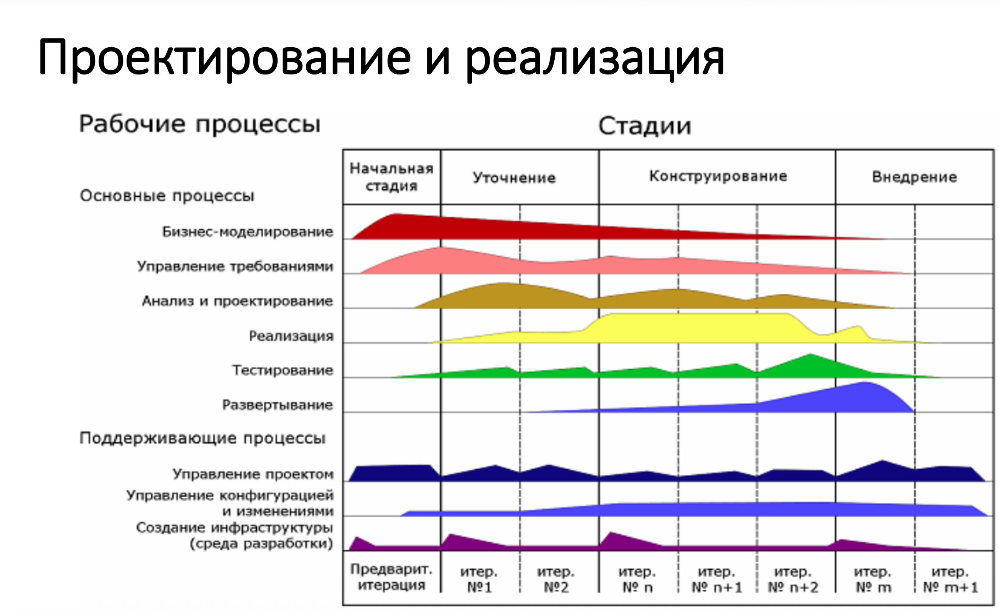 Проектирование и реализация
Рабочие процессы
Стадии
Начальная
стадия
Уточнение
Конструирование
Внедрение
Основные процессы
Бизнес-моделирование
Управление требованиями
Анализ и проектирование
Реализация
Тестирование
Развертывание
Поддерживающие процессы
Управление проектом
Управление конфигурацией
и изменениями
Создание инфраструктуры
(среда разработки)
Предварит.
итерация
итер.
№1
итер.
№2
итер.
№ n
итер.
№ n+1
итер.
№ n+2
итер.
№ m
итер.
№ m+1